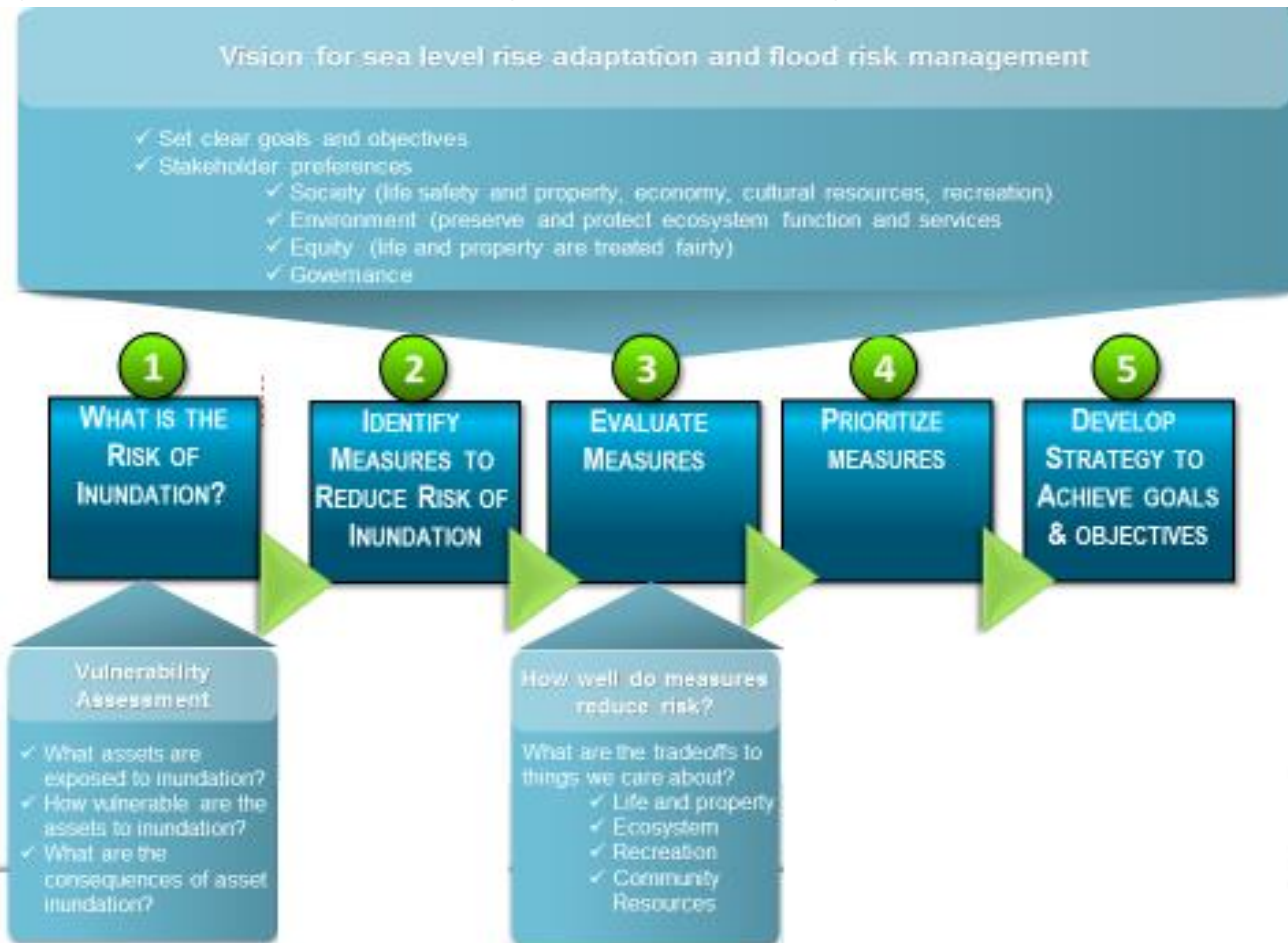 Vision for sea level rise adaptation and flood risk management
✓ Set clear goals and objectives
✓ Stakeholder preferences
✓ Society (life safety and property, economy, cultural resources, recreation)
✓ Environment (preserve and protect ecosystem function and services
✓ Equity (life and property are treated fairly)
✓ Governance
1
WHAT IS THE
RISK OF
INUNDATION?
2
IDENTIFY
MEASURES TO
REDUCE RISK OF
INUNDATION
3
EVALUATE
MEASURES
4
PRIORITIZE
MEASURES
5
DEVELOP
STRATEGY TO
ACHIEVE GOALS
& OBJECTIVES
Vulnerability
Assessment
✓ What assets are
exposed to inundation?
✓ How vulnerable are the
assets to inundation?
✓ What are the
consequences of asset
inundation?
How well do measures
reduce risk?
What are the tradeoffs to
things we care about?
✓ Life and property
✓ Ecosystem
✓ Recreation
✓ Community
Resources